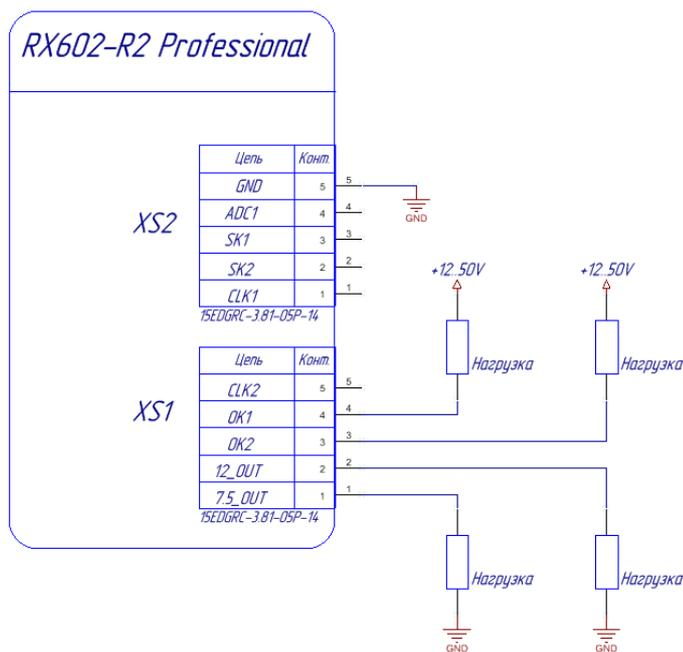 RX602-R2 Professional
XS2
Цепь Конт.
GND 5 5
ADC1 4 4
SK1 3 3
SK2 2 2
CLK1 1 1
15EDGRC-3.81-05P-14
GND
+12..50V +12..50V
Нагрузка Нагрузка
XS1
Цепь Конт.
CLK2 5 5
OK1 4 4
OK2 3 3
12_OUT 2 2
7.5_OUT 1 1
15EDGRC-3.81-05P-14
Нагрузка Нагрузка
GND GND